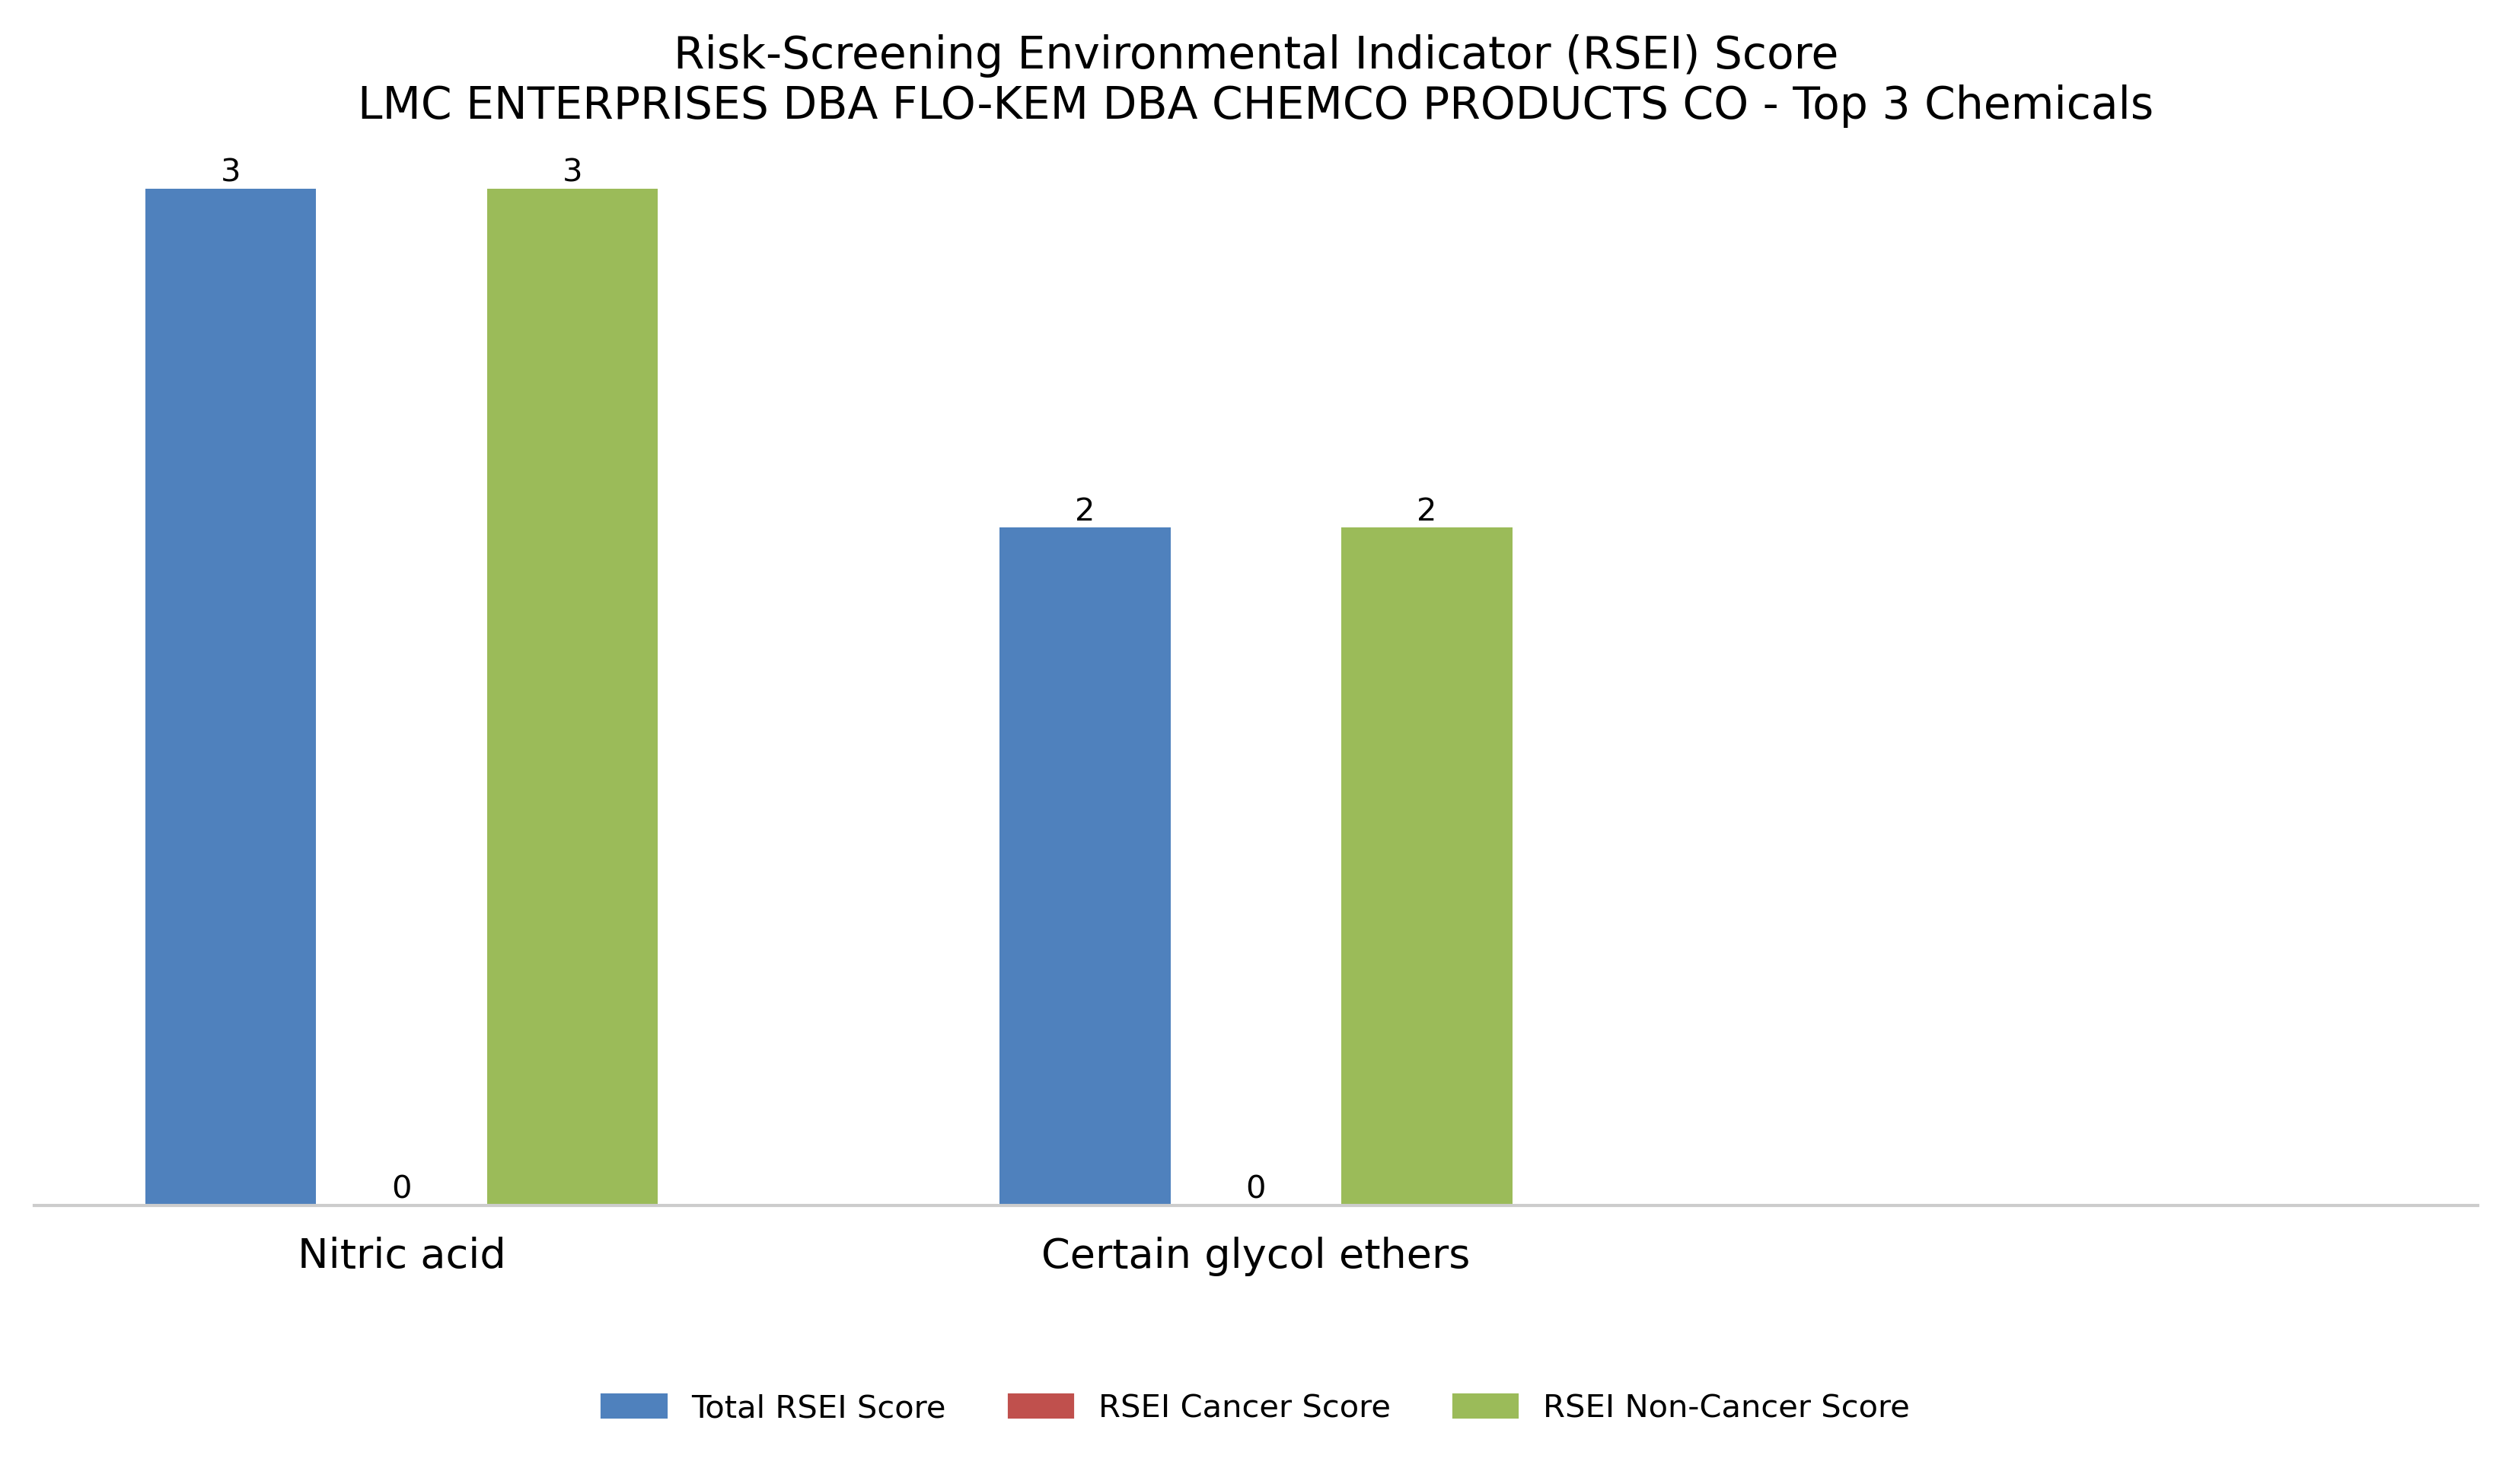 Risk-Screening Environmental Indicator (RSEI) Score
LMC ENTERPRISES DBA FLO-KEM DBA CHEMCO PRODUCTS CO - Top 3 Chemicals
3
3
2
2
0
0
Nitric acid
Certain glycol ethers
Total RSEI Score
RSEI Cancer Score
RSEI Non-Cancer Score